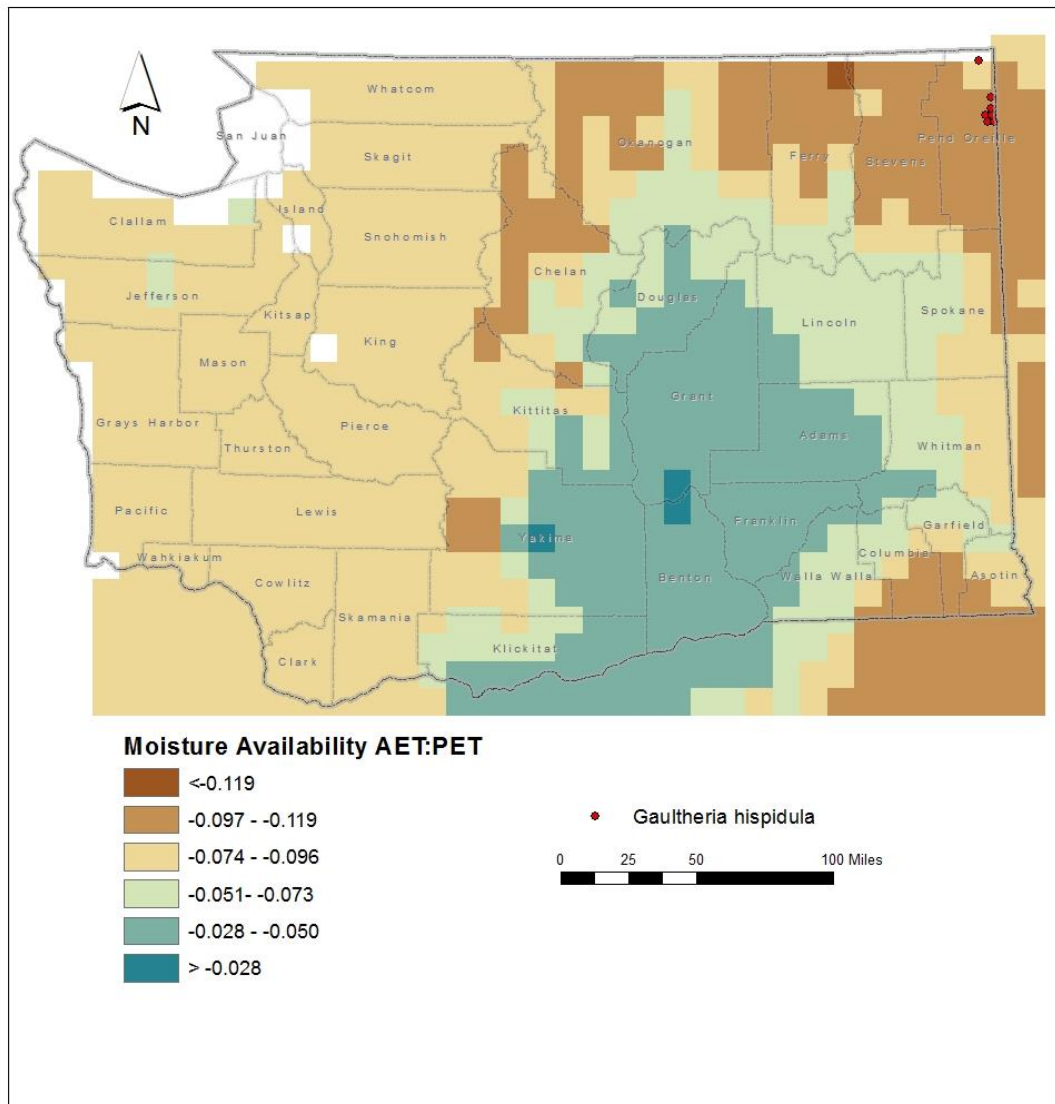 N
Whatcom
San Juan
Skagit
Okanogan
Ferry
Stevens
Pend Oreille
Island
Clallam
Snohomish
Chelan
Jefferson
Douglas
Kitsap
King
Lincoln
Spokane
Mason
Grant
Kittitas
Grays Harbor
Pierce
Adams
Thurston
Whitman
Pacific
Lewis
Yakima
Franklin
Garfield
Wahkiakum
Columbia
Cowlitz
Benton
Walla Walla
Asotin
Skamania
Klickitat
Clark
Moisture Availability AET:PET
<-0.119
-0.097 - -0.119
-0.074 - -0.096
-0.051- -0.073
-0.028 - -0.050
> -0.028
Gaultheria hispidula
0 25 50 100 Miles